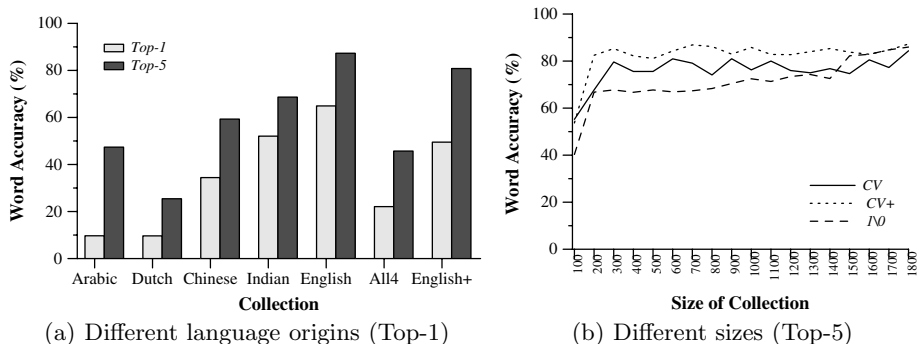 100
80
60
40
20
0
Word Accuracy (%)
Top-1
Top-5
Arabic Dutch Chinese Indian English All4 English+
Collection
(a) Different language origins (Top-1)
100
80
60
40
80
0
Word Accuracy (%)
CV
CV+
I\0
100 200 300 400 500 600 700 800 900 1000 1100 1200 1300 1400 1500 1600 1700 1800
Size of Collection
(b) Different sizes (Top-5)